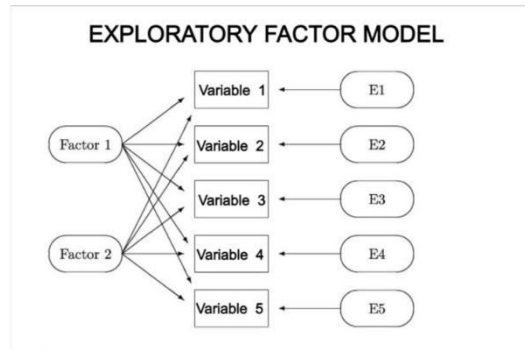 EXPLORATORY FACTOR MODEL
Variable 1
E1
Factor 1
Variable 2
E2
Variable 3
E3
Factor 2
Variable 4
E4
Variable 5
E5